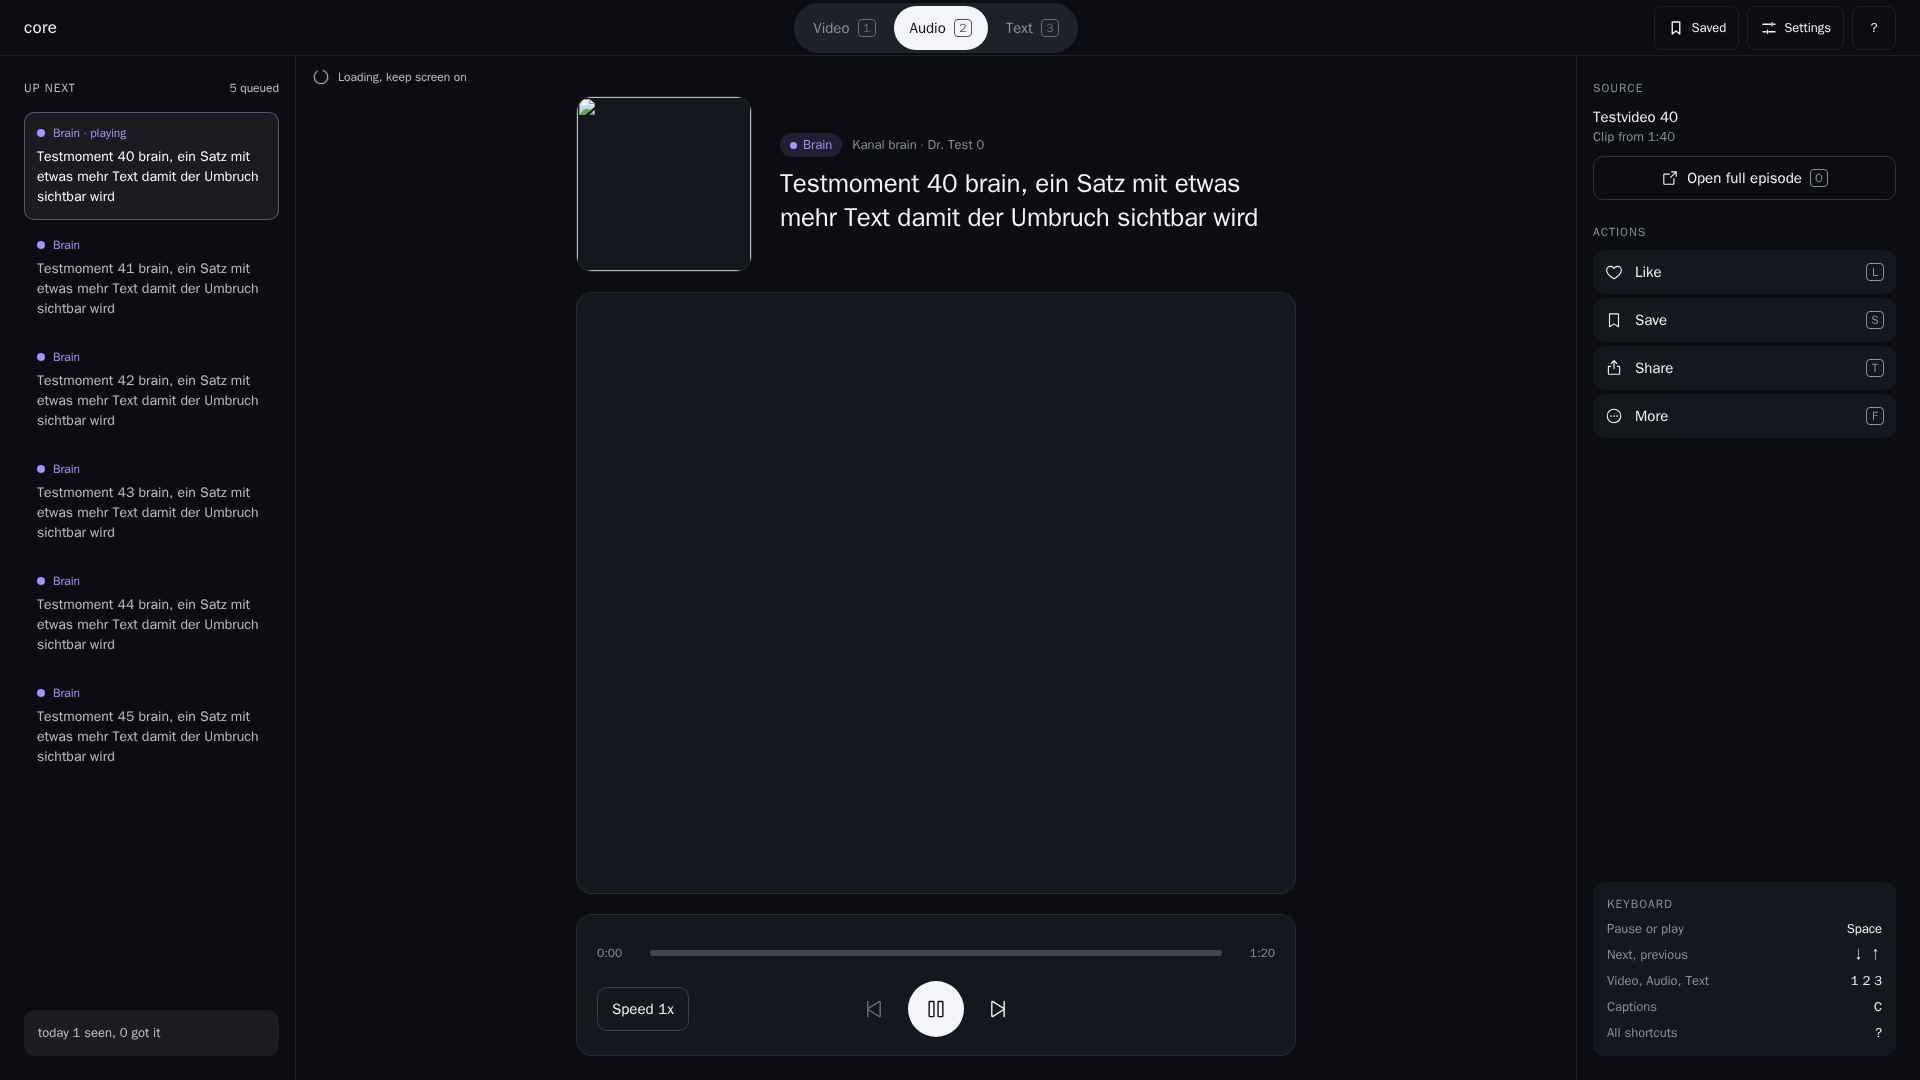 core
Video 1
Audio 2
Text 3
Saved
Settings
?
UP NEXT
5 queued
Brain · playing
Testmoment 40 brain, ein Satz mit
etwas mehr Text damit der Umbruch
sichtbar wird
Brain
Testmoment 41 brain, ein Satz mit
etwas mehr Text damit der Umbruch
sichtbar wird
Brain
Testmoment 42 brain, ein Satz mit
etwas mehr Text damit der Umbruch
sichtbar wird
Brain
Testmoment 43 brain, ein Satz mit
etwas mehr Text damit der Umbruch
sichtbar wird
Brain
Testmoment 44 brain, ein Satz mit
etwas mehr Text damit der Umbruch
sichtbar wird
Brain
Testmoment 45 brain, ein Satz mit
etwas mehr Text damit der Umbruch
sichtbar wird
today 1 seen, 0 got it
Loading, keep screen on
Brain
Kanal brain · Dr. Test 0
Testmoment 40 brain, ein Satz mit etwas
mehr Text damit der Umbruch sichtbar wird
0:00
1:20
Speed 1x
SOURCE
Testvideo 40
Clip from 1:40
Open full episode O
ACTIONS
Like L
Save S
Share T
More F
KEYBOARD
Pause or play Space
Next, previous ↓ ↑
Video, Audio, Text 1 2 3
Captions C
All shortcuts ?